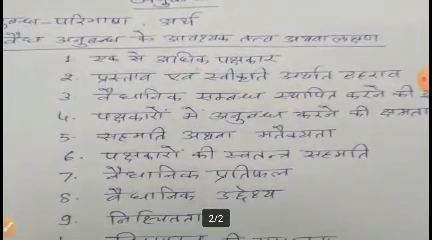 अनुबन्ध-परिभाषा, अर्थ
वैध अनुबन्ध के आवश्यक तत्व अथवा लक्षण
1. एक से अधिक पक्षकार
2. प्रस्ताव एवं स्वीकृति अर्थात ठहराव
3. वैधानिक सम्बन्ध स्थापित करने की
4. पक्षकारों में अनुबन्ध करने की क्षमता
5. सहमति अथवा मतैक्यता
6. पक्षकारों की स्वतन्त्र सहमति
7. वैधानिक प्रतिफल
8. वैधानिक उद्देश्य
9. निश्चितता
2/2